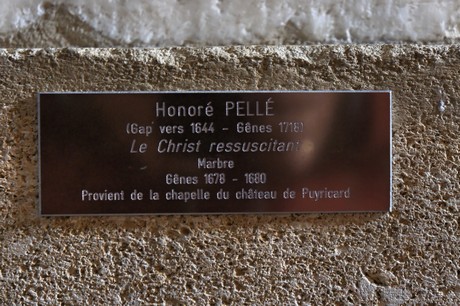 Honoré PELLÉ
(Gap vers 1644 - Gênes 1718)
Le Christ ressuscitant
Marbre
Gênes 1678 - 1680
Provient de la chapelle du château de Puyricard